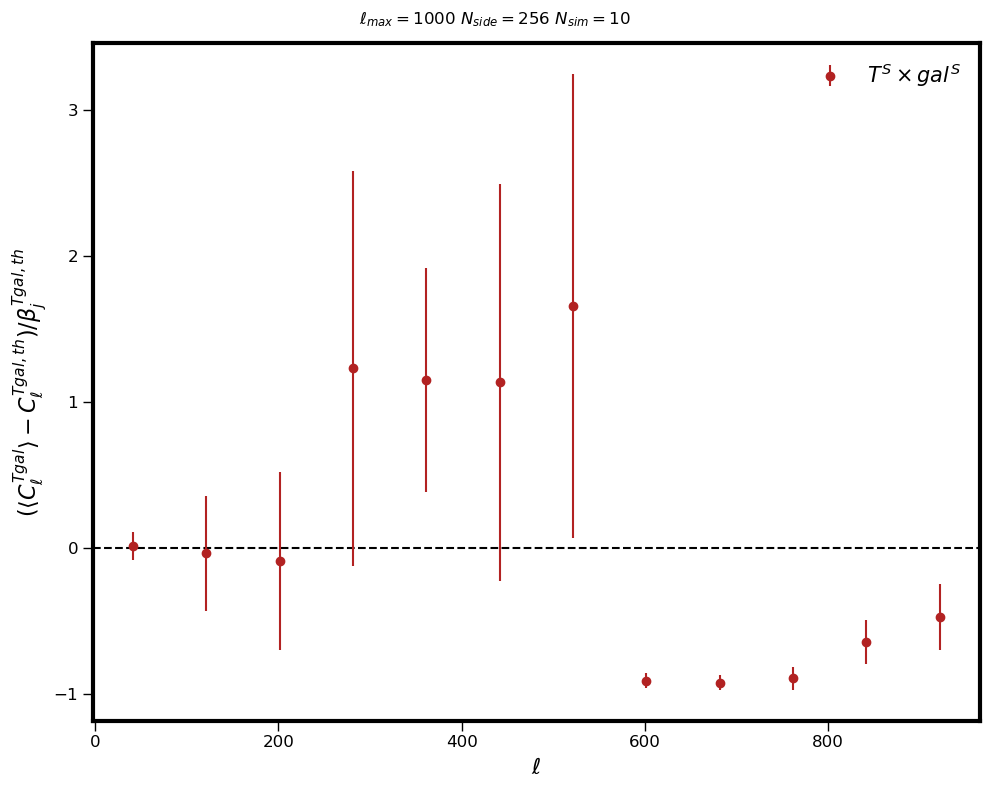 ℓ_max = 1000 N_side = 256 N_sim = 10
T^S × gal^S
(⟨C_ℓ^{Tgal}⟩ − C_ℓ^{Tgal,th})/β_j^{Tgal,th}
3
2
1
0
−1
0 200 400 600 800
ℓ